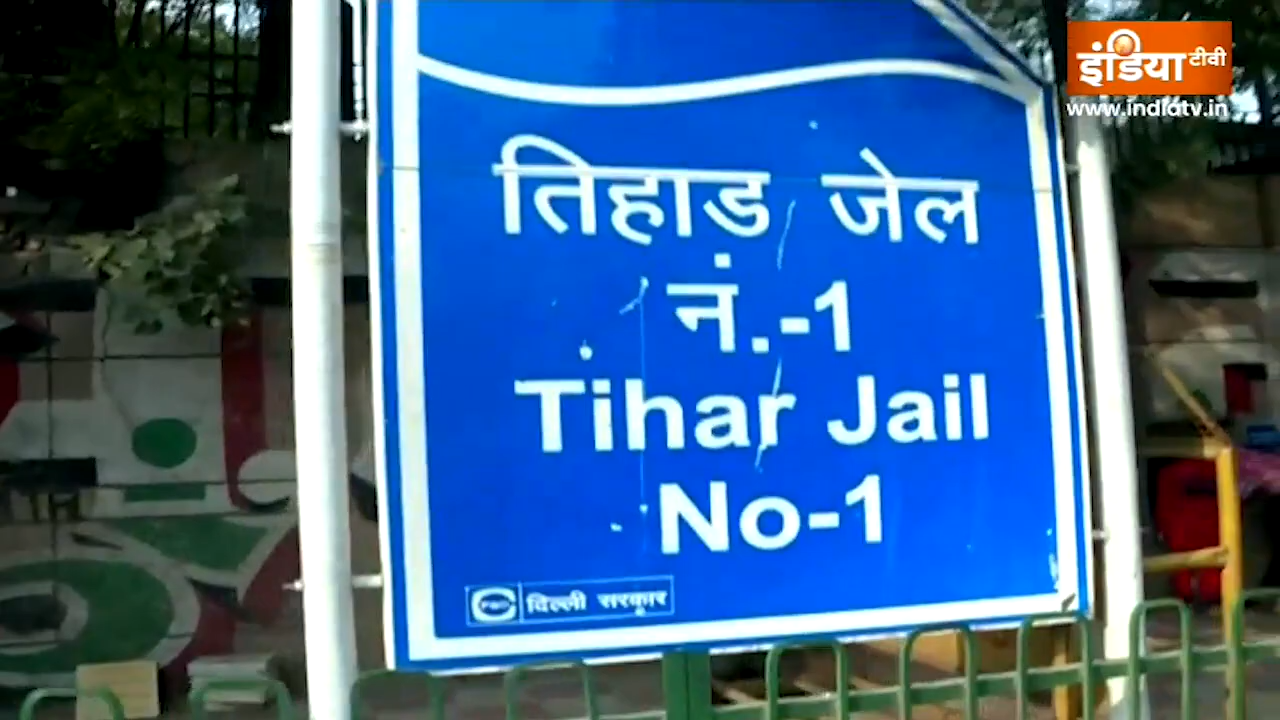 इंडिया टीवी
www.indiatv.in
तिहाड जेल
नं.-1
Tihar Jail
No-1
दिल्ली सरकार